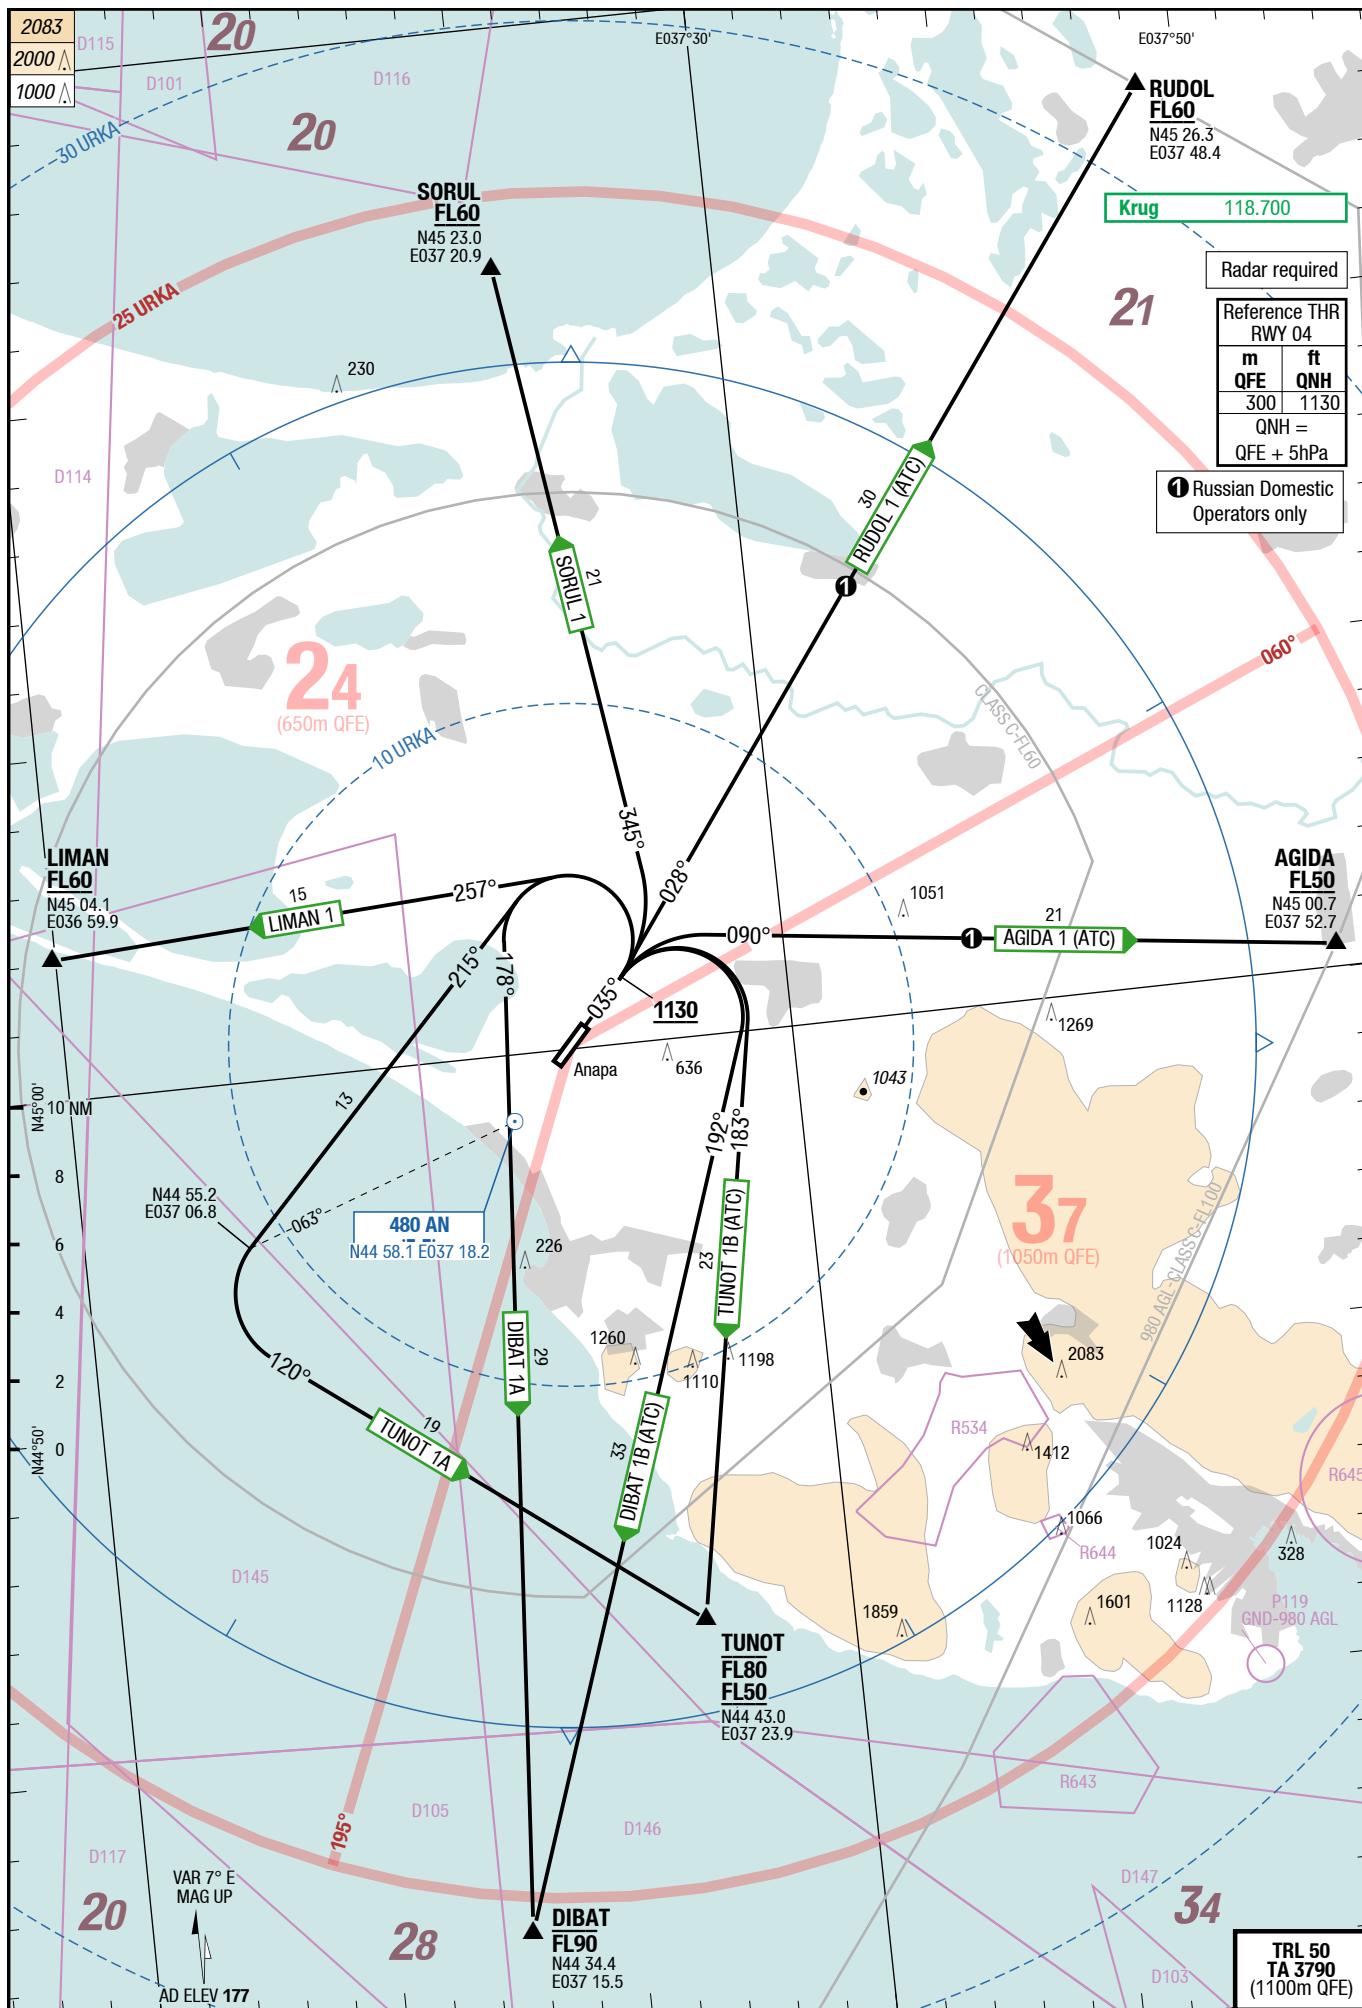 2083
2000
1000
D115
20
D101
D116
20
30 URKA
E037°30'
E037°50'
RUDOL
FL60
N45 26.3
E037 48.4
SORUL
FL60
N45 23.0
E037 20.9
Krug 118.700
Radar required
21
Reference THR
RWY 04
m ft
QFE QNH
300 1130
QNH =
QFE + 5hPa
1 Russian Domestic
Operators only
25 URKA
230
D114
30
RUDOL 1 (ATC)
1
21
SORUL 1
24
(650m QFE)
060°
CLASS C-FL60
10 URKA
345°
028°
LIMAN
FL60
N45 04.1
E036 59.9
15
LIMAN 1
257°
1051
AGIDA
FL50
N45 00.7
E037 52.7
21
090°
1
AGIDA 1 (ATC)
215°
178°
035°
1130
1269
Anapa
636
1043
N45°00'
10 NM
13
192°
183°
8
N44 55.2
E037 06.8
063°
480 AN
N44 58.1 E037 18.2
6
226
23
TUNOT 1B (ATC)
37
(1050m QFE)
980 AGL-CLASS C-FL100
4
120°
DIBAT 1A
29
1260
1110
1198
2083
2
19
TUNOT 1A
33
DIBAT 1B (ATC)
R534
1412
N44°50'
0
R645
1066
R644
1024
328
1128
D145
1859
1601
P119
GND-980 AGL
TUNOT
FL80
FL50
N44 43.0
E037 23.9
R643
195°
D105
D146
D117
VAR 7° E
MAG UP
20
28
D147
34
DIBAT
FL90
N44 34.4
E037 15.5
D103
AD ELEV 177
TRL 50
TA 3790
(1100m QFE)